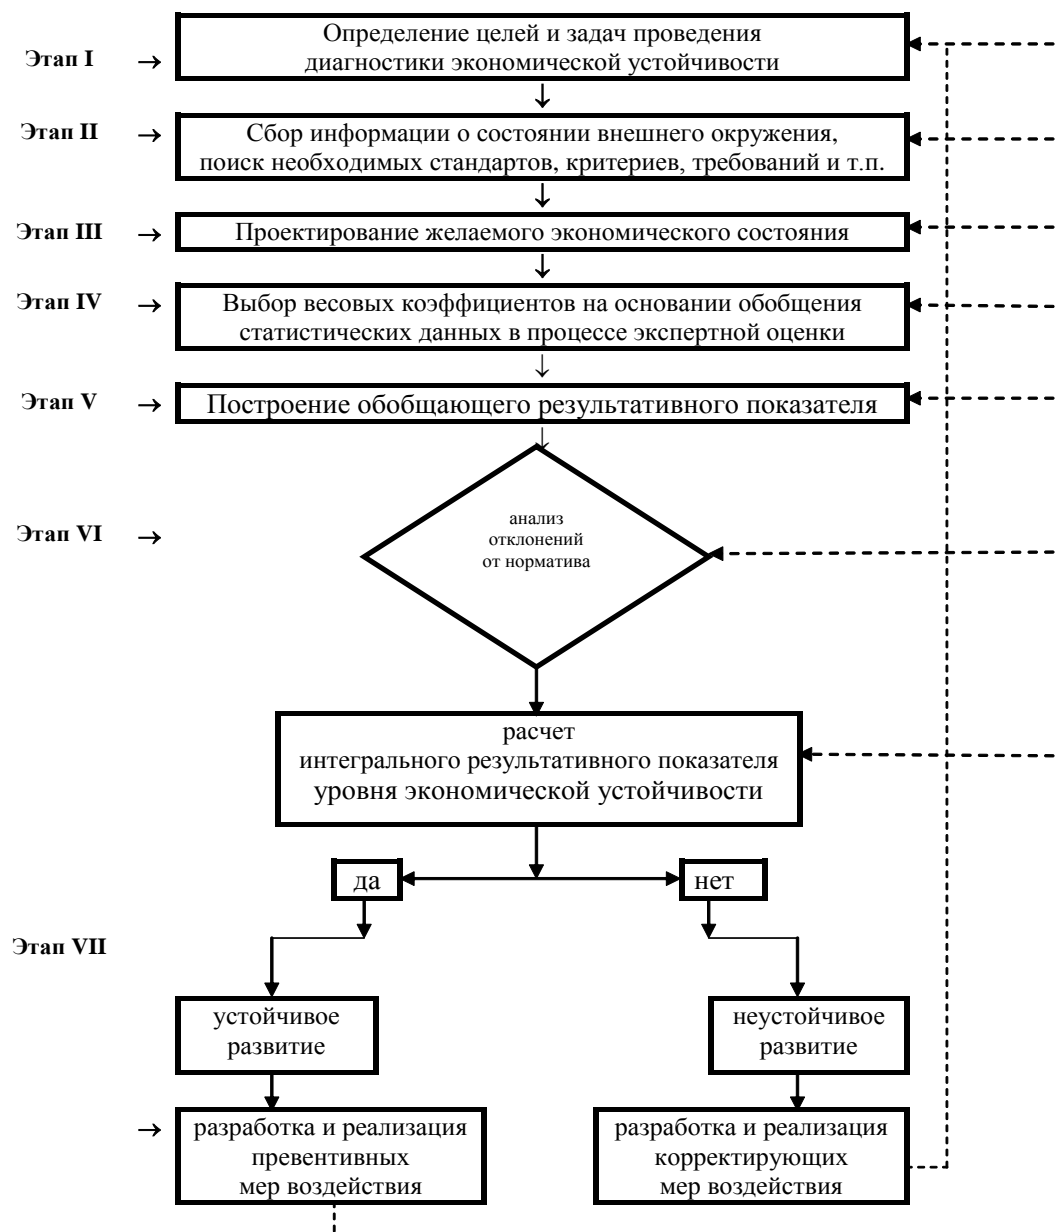 Этап I →
Определение целей и задач проведения
диагностики экономической устойчивости
Этап II →
Сбор информации о состоянии внешнего окружения,
поиск необходимых стандартов, критериев, требований и т.п.
Этап III →
Проектирование желаемого экономического состояния
Этап IV →
Выбор весовых коэффициентов на основании обобщения
статистических данных в процессе экспертной оценки
Этап V →
Построение обобщающего результативного показателя
Этап VI →
анализ
отклонений
от норматива
расчет
интегрального результативного показателя
уровня экономической устойчивости
да
нет
Этап VII
устойчивое
развитие
неустойчивое
развитие
→
разработка и реализация
превентивных
мер воздействия
разработка и реализация
корректирующих
мер воздействия